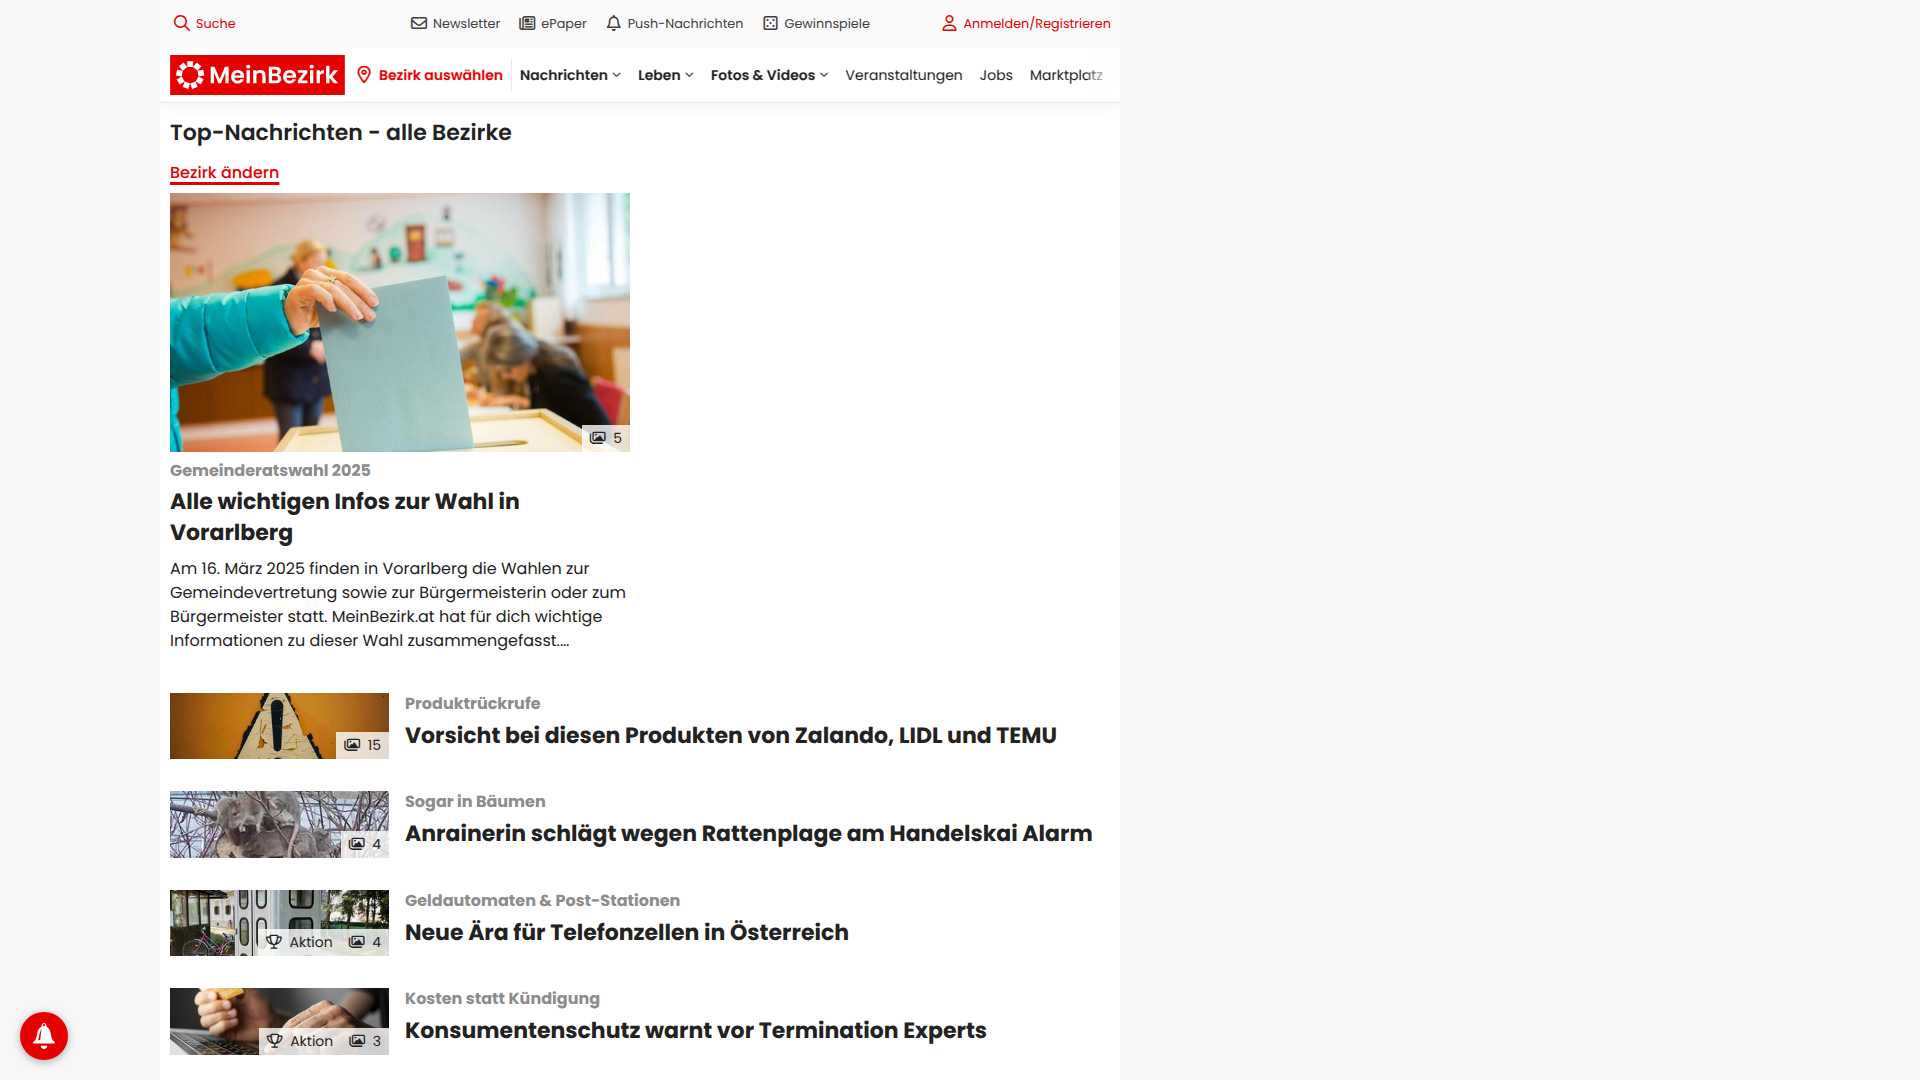 Suche
Newsletter
ePaper
Push-Nachrichten
Gewinnspiele
Anmelden/Registrieren
MeinBezirk
Bezirk auswählen
Nachrichten
Leben
Fotos & Videos
Veranstaltungen
Jobs
Marktplatz
Top-Nachrichten - alle Bezirke
Bezirk ändern
5
Gemeinderatswahl 2025
Alle wichtigen Infos zur Wahl in
Vorarlberg
Am 16. März 2025 finden in Vorarlberg die Wahlen zur
Gemeindevertretung sowie zur Bürgermeisterin oder zum
Bürgermeister statt. MeinBezirk.at hat für dich wichtige
Informationen zu dieser Wahl zusammengefasst....
15
Produktrückrufe
Vorsicht bei diesen Produkten von Zalando, LIDL und TEMU
4
Sogar in Bäumen
Anrainerin schlägt wegen Rattenplage am Handelskai Alarm
Aktion 4
Geldautomaten & Post-Stationen
Neue Ära für Telefonzellen in Österreich
Aktion 3
Kosten statt Kündigung
Konsumentenschutz warnt vor Termination Experts